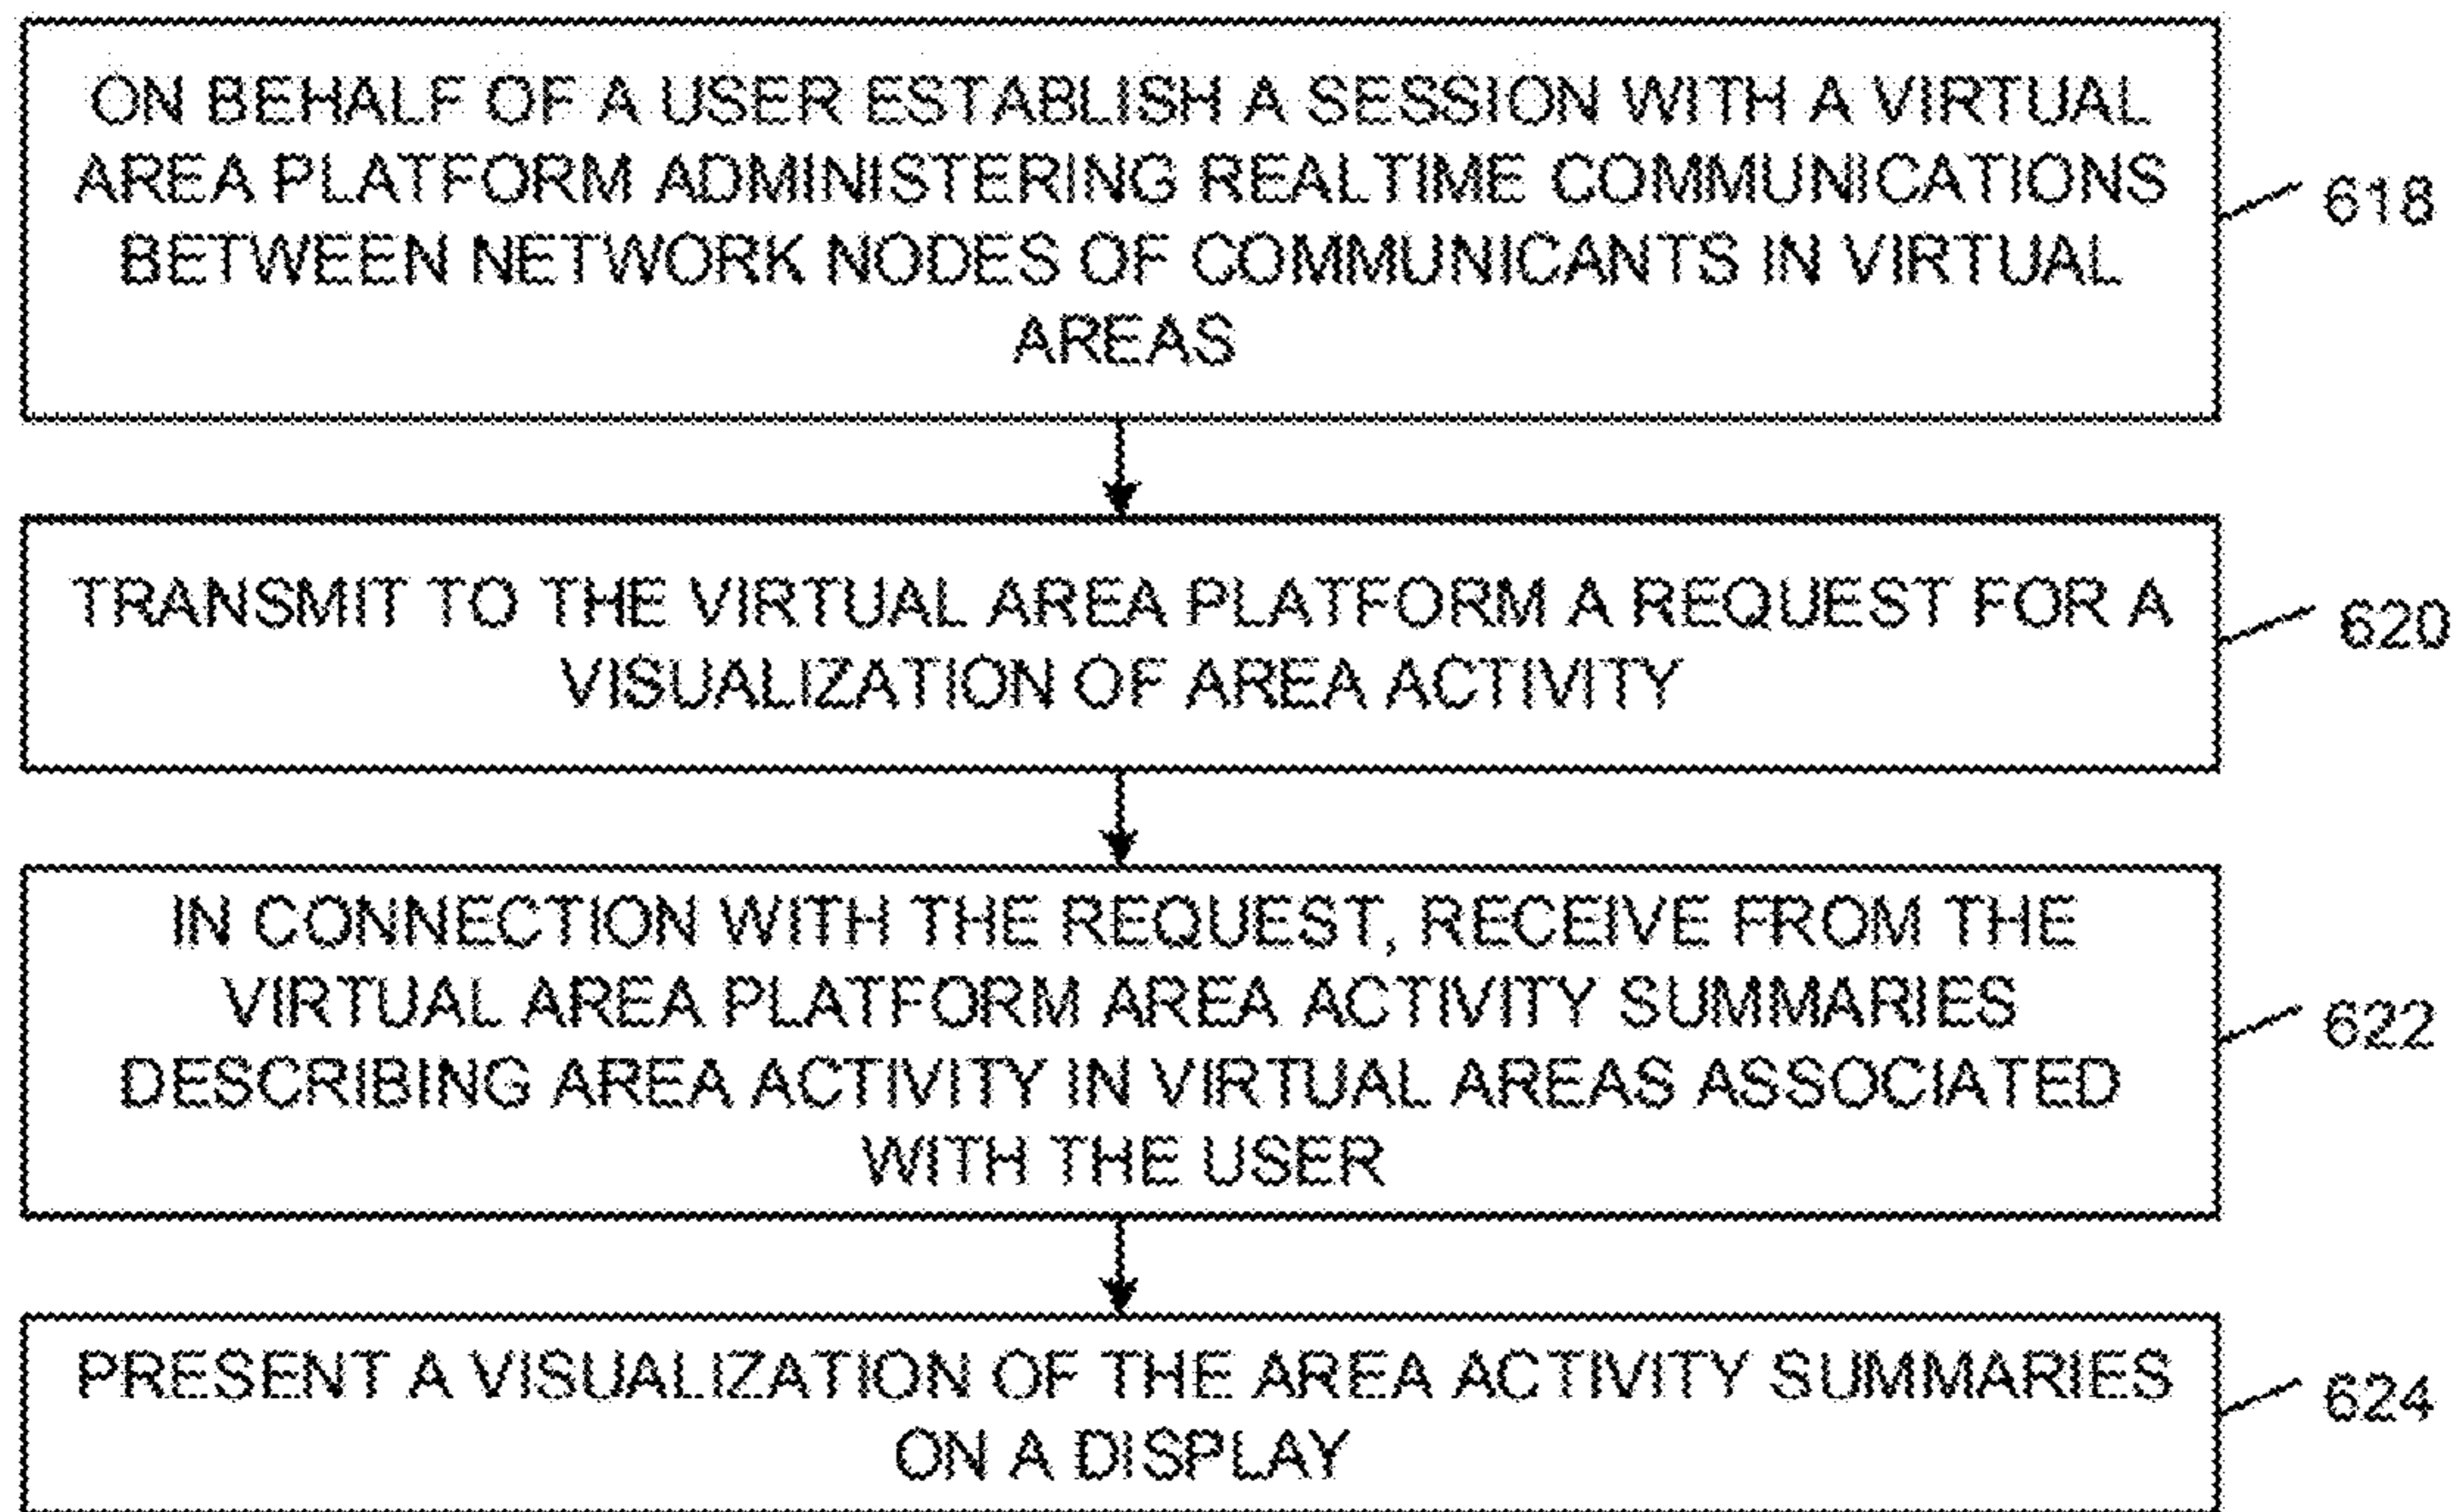 ON BEHALF OF A USER ESTABLISH A SESSION WITH A VIRTUAL
AREA PLATFORM ADMINISTERING REALTIME COMMUNICATIONS
BETWEEN NETWORK NODES OF COMMUNICANTS IN VIRTUAL
AREAS
618
TRANSMIT TO THE VIRTUAL AREA PLATFORM A REQUEST FOR A
VISUALIZATION OF AREA ACTIVITY
620
IN CONNECTION WITH THE REQUEST, RECEIVE FROM THE
VIRTUAL AREA PLATFORM AREA ACTIVITY SUMMARIES
DESCRIBING AREA ACTIVITY IN VIRTUAL AREAS ASSOCIATED
WITH THE USER
622
PRESENT A VISUALIZATION OF THE AREA ACTIVITY SUMMARIES
ON A DISPLAY
624